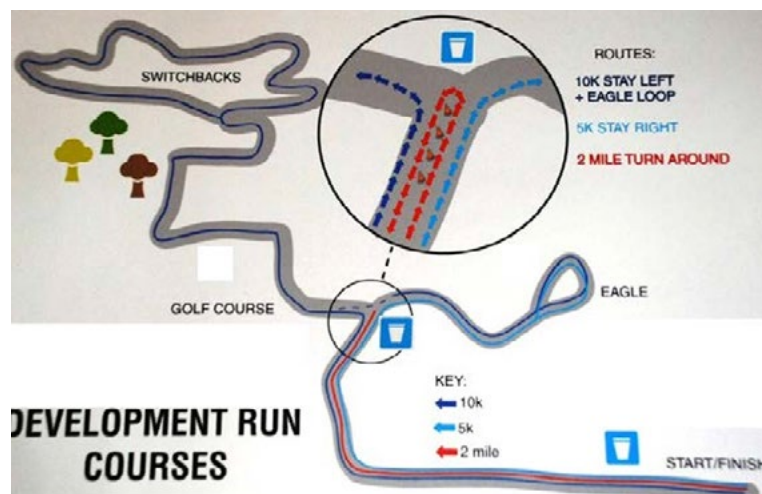 SWITCHBACKS
ROUTES:
10K STAY LEFT
+ EAGLE LOOP
5K STAY RIGHT
2 MILE TURN AROUND
EAGLE
GOLF COURSE
KEY:
10k
5k
2 mile
DEVELOPMENT RUN
COURSES
START/FINISH